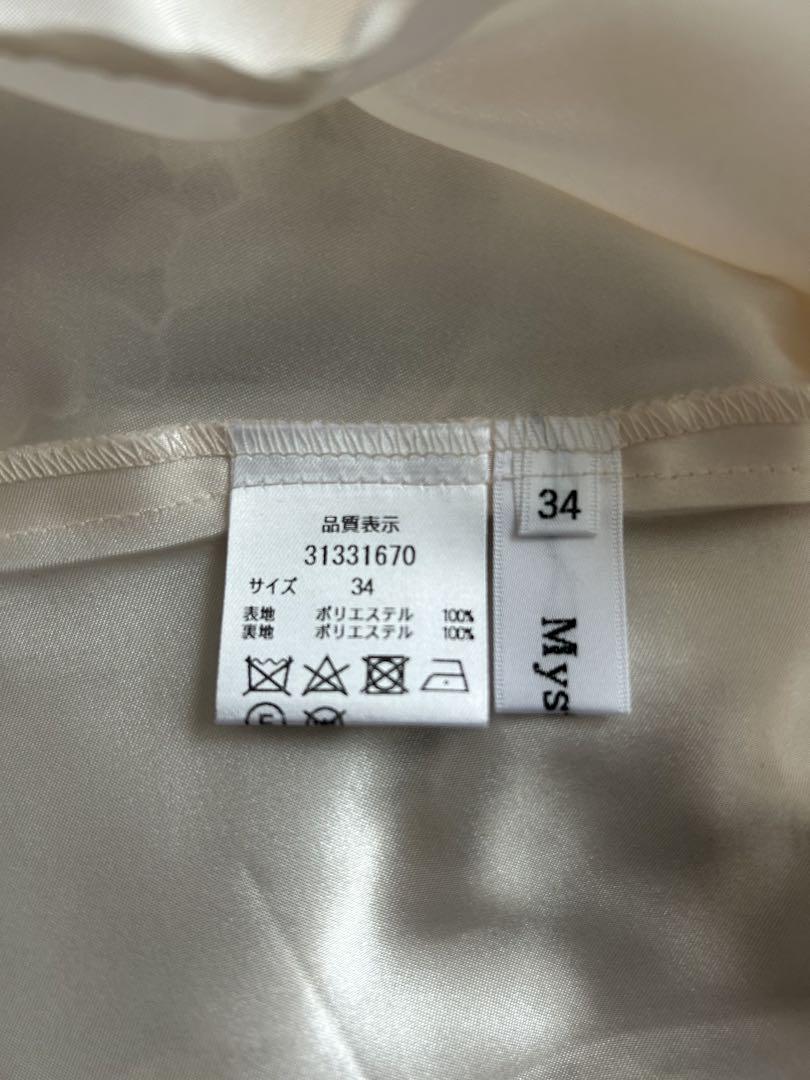 品質表示
31331670
サイズ 34
表地 ポリエステル 100%
裏地 ポリエステル 100%
34
Mys